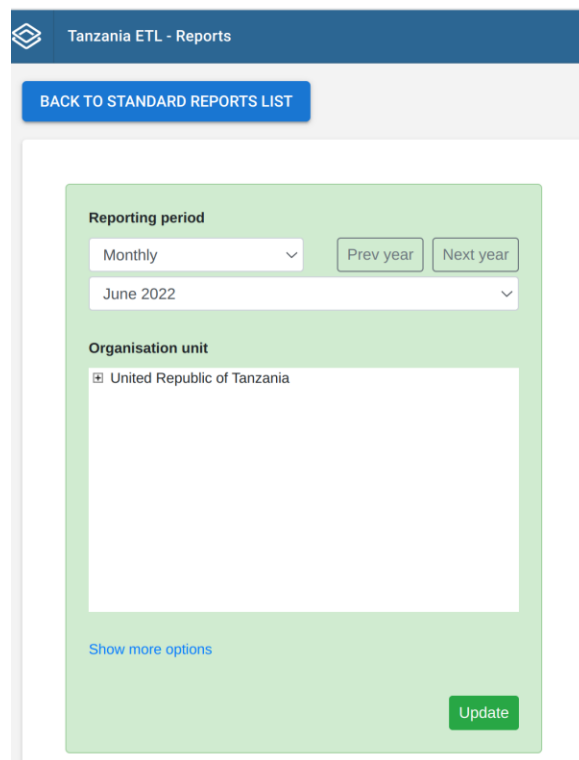 Tanzania ETL - Reports
BACK TO STANDARD REPORTS LIST
Reporting period
Monthly Prev year Next year
June 2022
Organisation unit
United Republic of Tanzania
Show more options
Update